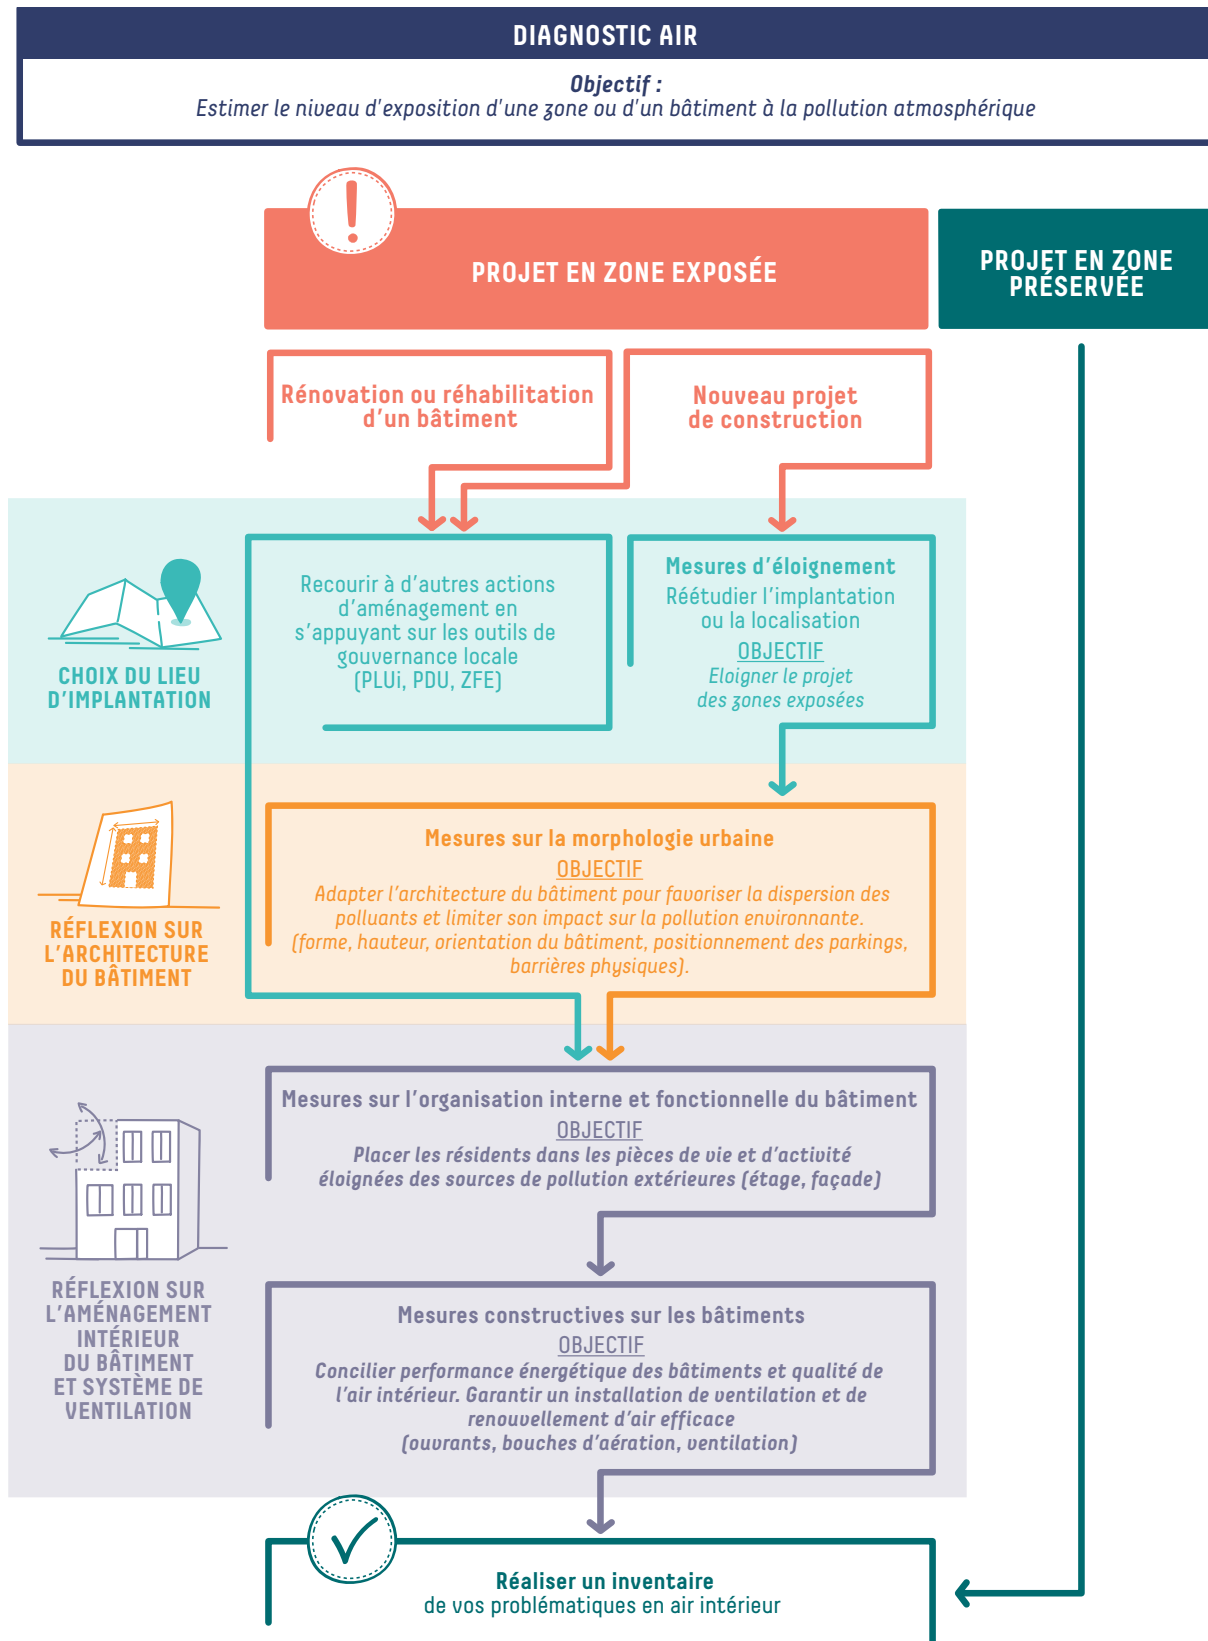 DIAGNOSTIC AIR
Objectif :
Estimer le niveau d'exposition d'une zone ou d'un bâtiment à la pollution atmosphérique
PROJET EN ZONE EXPOSÉE
PROJET EN ZONE
PRÉSERVÉE
Rénovation ou réhabilitation
d'un bâtiment
Nouveau projet
de construction
CHOIX DU LIEU
D'IMPLANTATION
Recourir à d'autres actions
d'aménagement en
s'appuyant sur les outils de
gouvernance locale
(PLUi, PDU, ZFE)
Mesures d'éloignement
Réétudier l'implantation
ou la localisation
OBJECTIF
Eloigner le projet
des zones exposées
RÉFLEXION SUR
L'ARCHITECTURE
DU BÂTIMENT
Mesures sur la morphologie urbaine
OBJECTIF
Adapter l'architecture du bâtiment pour favoriser la dispersion des
polluants et limiter son impact sur la pollution environnante.
(forme, hauteur, orientation du bâtiment, positionnement des parkings,
barrières physiques).
RÉFLEXION SUR
L'AMÉNAGEMENT
INTÉRIEUR
DU BÂTIMENT
ET SYSTÈME DE
VENTILATION
Mesures sur l'organisation interne et fonctionnelle du bâtiment
OBJECTIF
Placer les résidents dans les pièces de vie et d'activité
éloignées des sources de pollution extérieures (étage, façade)
Mesures constructives sur les bâtiments
OBJECTIF
Concilier performance énergétique des bâtiments et qualité de
l'air intérieur. Garantir un installation de ventilation et de
renouvellement d'air efficace
(ouvrants, bouches d'aération, ventilation)
Réaliser un inventaire
de vos problématiques en air intérieur